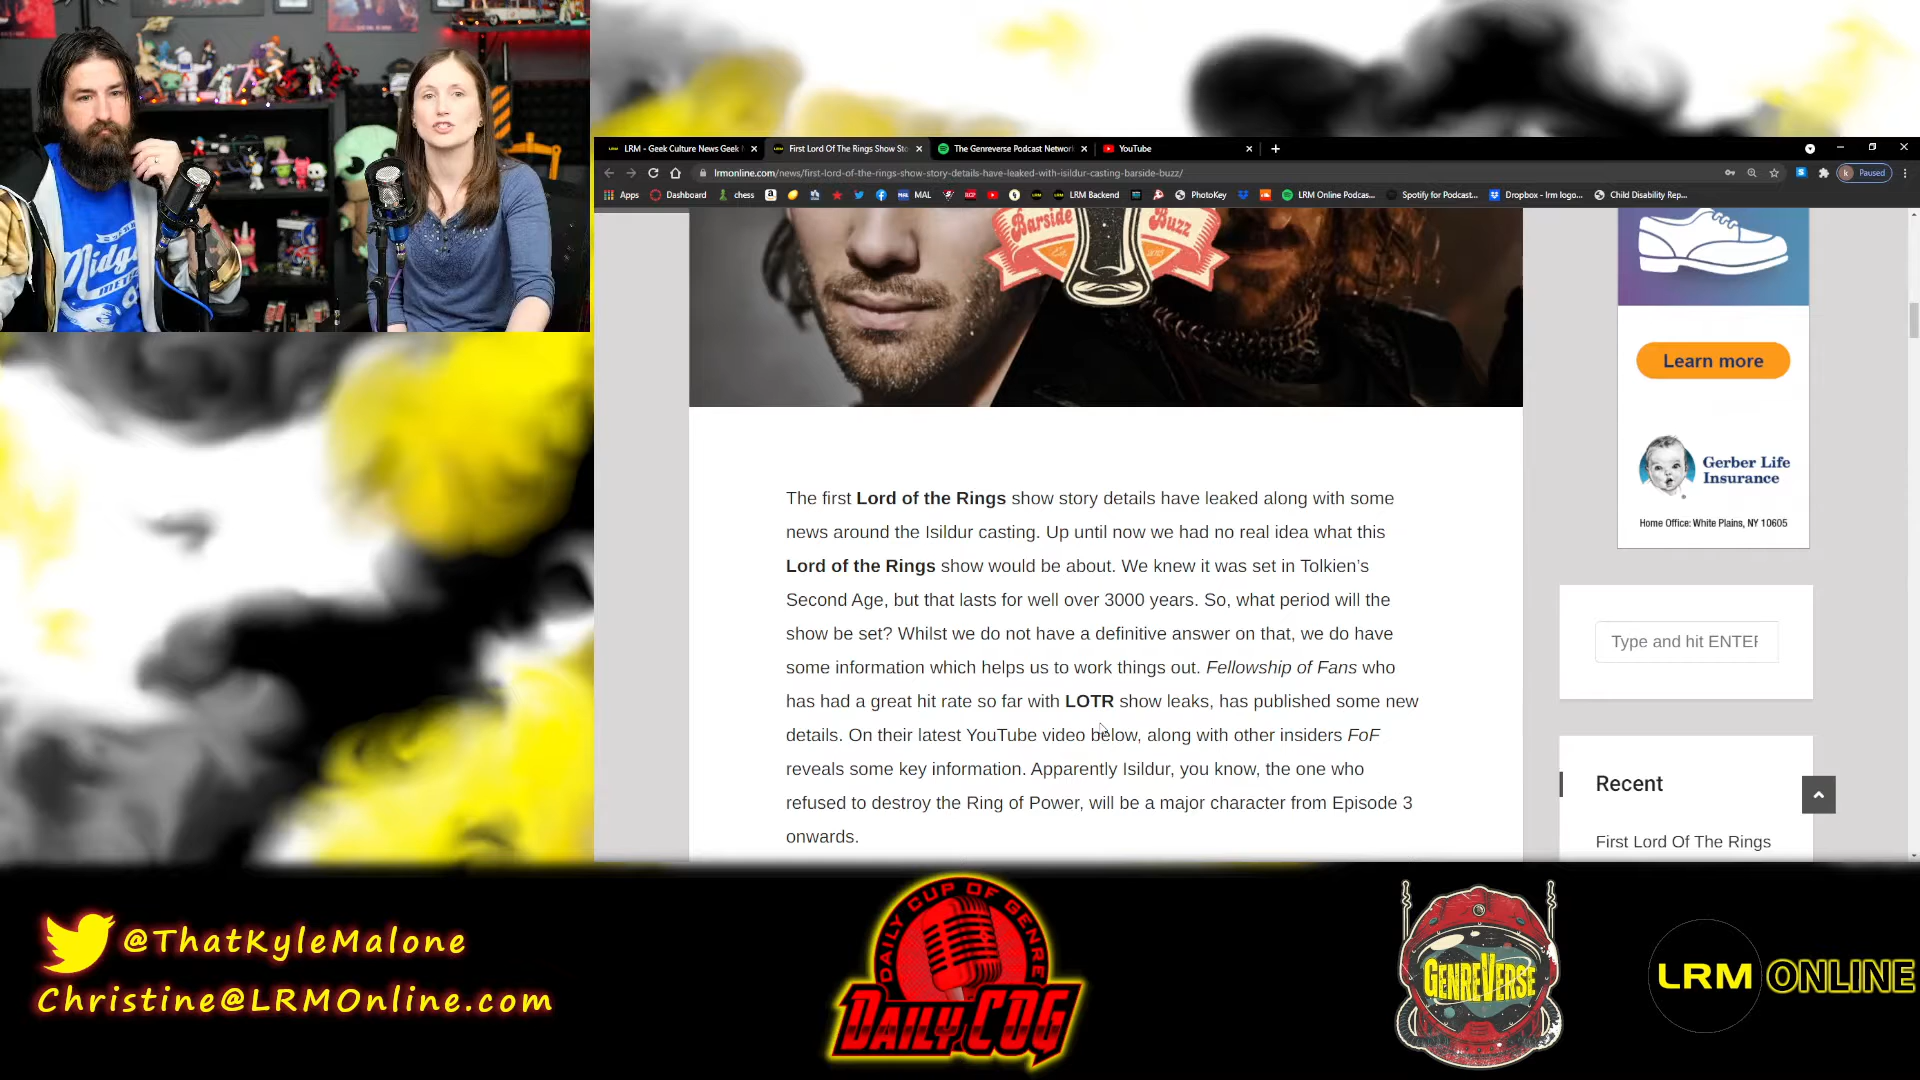 Midg
LRM - Geek Culture News Geek
First Lord Of The Rings Show Sto
The Genreverse Podcast Network
YouTube
lrmonline.com/news/first-lord-of-the-rings-show-story-details-have-leaked-with-isildur-casting-barside-buzz/
Paused
Apps
Dashboard
chess
MAL
LRM Backend
PhotoKey
LRM Online Podcas...
Spotify for Podcast...
Dropbox - lrm logo...
Child Disability Rep...
Barside Buzz
Learn more
Gerber Life
Insurance
Home Office: White Plains, NY 10605
The first Lord of the Rings show story details have leaked along with some
news around the Isildur casting. Up until now we had no real idea what this
Lord of the Rings show would be about. We knew it was set in Tolkien's
Second Age, but that lasts for well over 3000 years. So, what period will the
show be set? Whilst we do not have a definitive answer on that, we do have
some information which helps us to work things out. Fellowship of Fans who
has had a great hit rate so far with LOTR show leaks, has published some new
details. On their latest YouTube video below, along with other insiders FoF
reveals some key information. Apparently Isildur, you know, the one who
refused to destroy the Ring of Power, will be a major character from Episode 3
onwards.
Type and hit ENTER
Recent
First Lord Of The Rings
@ThatKyleMalone
Christine@LRMOnline.com
DAILY CUP OF GENRE
DAILY COG
GENREVERSE
LRM ONLINE